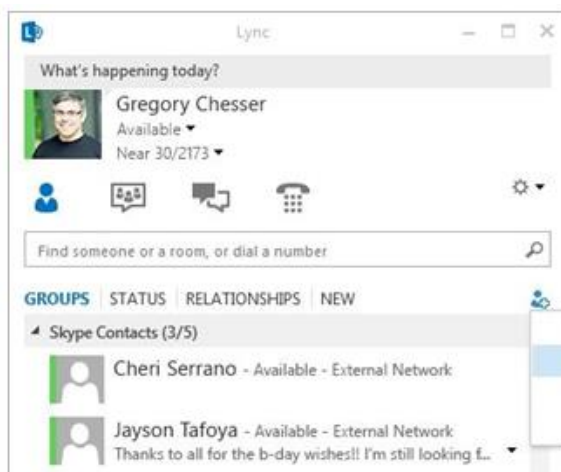 Lync
What's happening today?
Gregory Chesser
Available
Near 30/2173
Find someone or a room, or dial a number
GROUPS STATUS RELATIONSHIPS NEW
Skype Contacts (3/5)
Cheri Serrano - Available - External Network
Jayson Tafoya - Available - External Network
Thanks to all for the b-day wishes!! I'm still looking f...